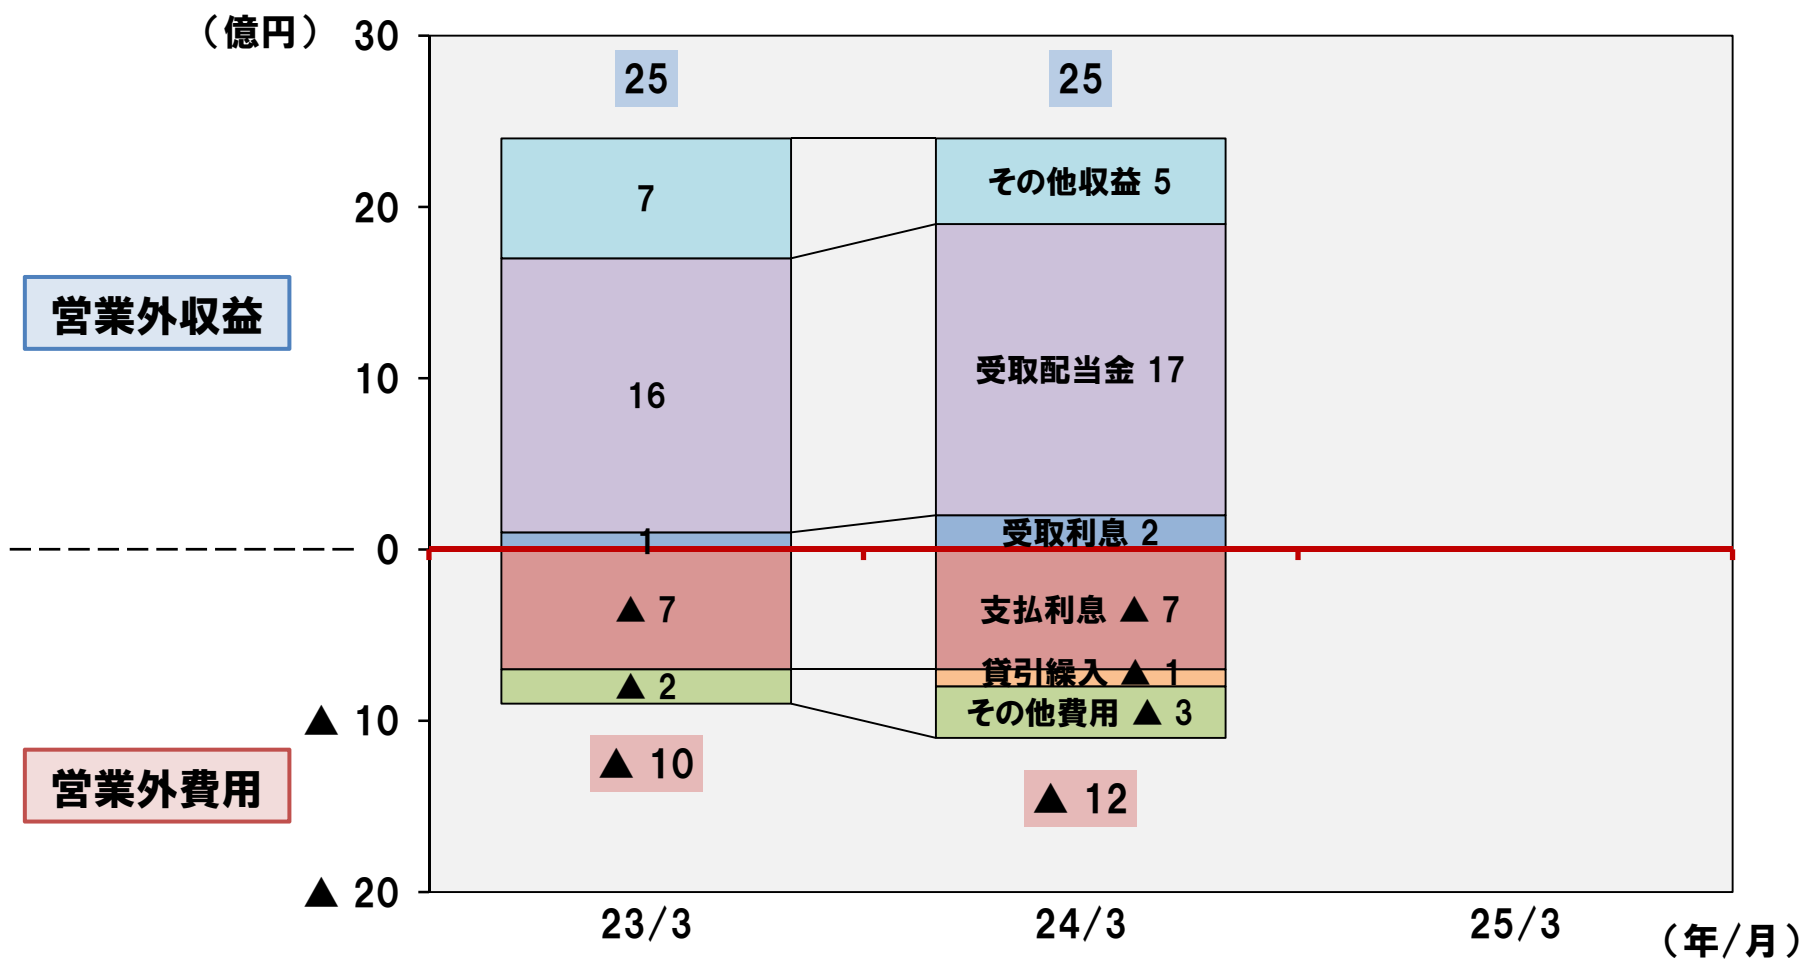 （億円）
30
20
10
0
▲ 10
▲ 20
営業外収益
営業外費用
25
7
16
1
▲ 7
▲ 2
▲ 10
25
その他収益 5
受取配当金 17
受取利息 2
支払利息 ▲ 7
貸引繰入 ▲ 1
その他費用 ▲ 3
▲ 12
23/3
24/3
25/3
（年/月）